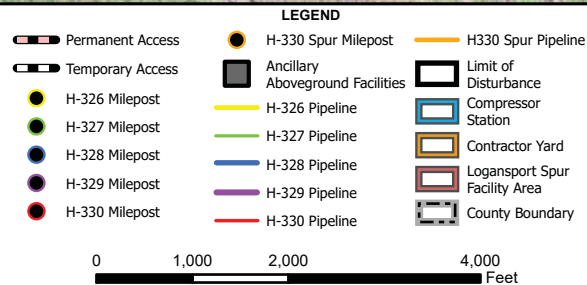 LEGEND
Permanent Access
Temporary Access
H-326 Milepost
H-327 Milepost
H-328 Milepost
H-329 Milepost
H-330 Milepost
H-330 Spur Milepost
Ancillary
Aboveground Facilities
H-326 Pipeline
H-327 Pipeline
H-328 Pipeline
H-329 Pipeline
H-330 Pipeline
H330 Spur Pipeline
Limit of
Disturbance
Compressor
Station
Contractor Yard
Logansport Spur
Facility Area
County Boundary
0 1,000 2,000 4,000
Feet